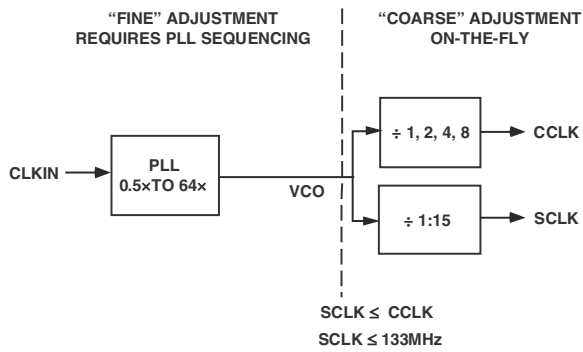 “FINE” ADJUSTMENT
REQUIRES PLL SEQUENCING
“COARSE” ADJUSTMENT
ON-THE-FLY
CLKIN
PLL
0.5×TO 64×
VCO
÷ 1, 2, 4, 8
CCLK
÷ 1:15
SCLK
SCLK ≤ CCLK
SCLK ≤ 133MHz